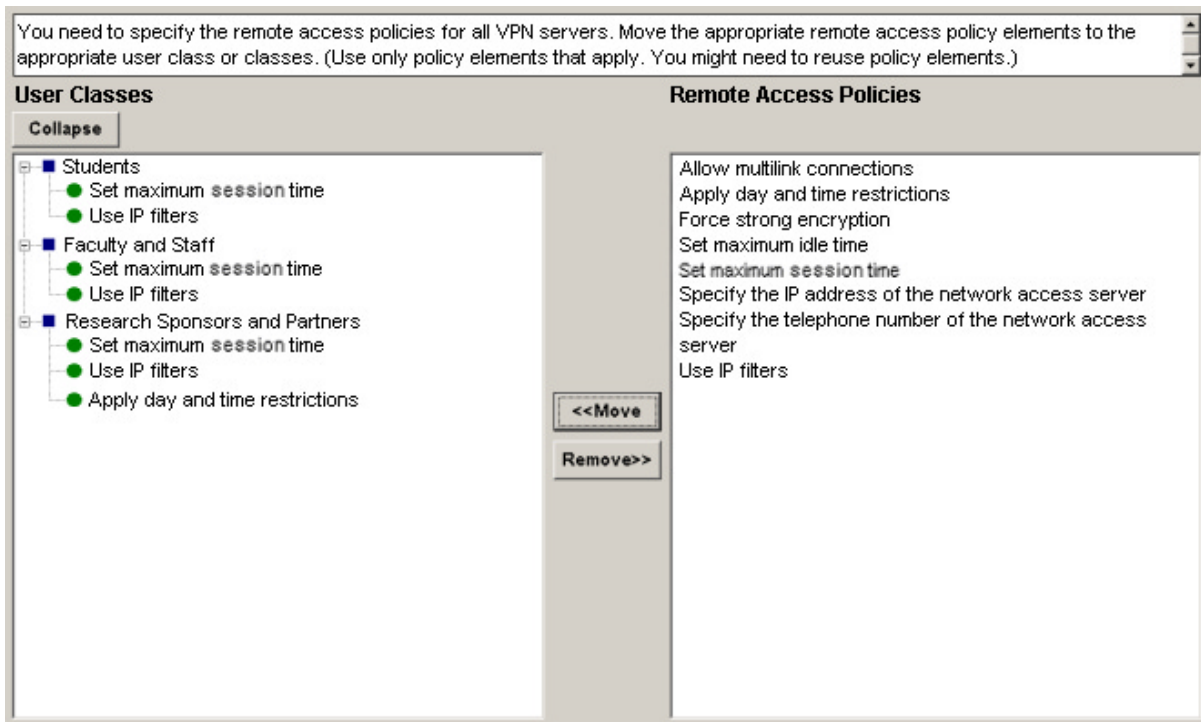 You need to specify the remote access policies for all VPN servers. Move the appropriate remote access policy elements to the
appropriate user class or classes. (Use only policy elements that apply. You might need to reuse policy elements.)
User Classes
Remote Access Policies
Collapse
Students
Set maximum session time
Use IP filters
Faculty and Staff
Set maximum session time
Use IP filters
Research Sponsors and Partners
Set maximum session time
Use IP filters
Apply day and time restrictions
<<Move
Remove>>
Allow multilink connections
Apply day and time restrictions
Force strong encryption
Set maximum idle time
Set maximum session time
Specify the IP address of the network access server
Specify the telephone number of the network access
server
Use IP filters